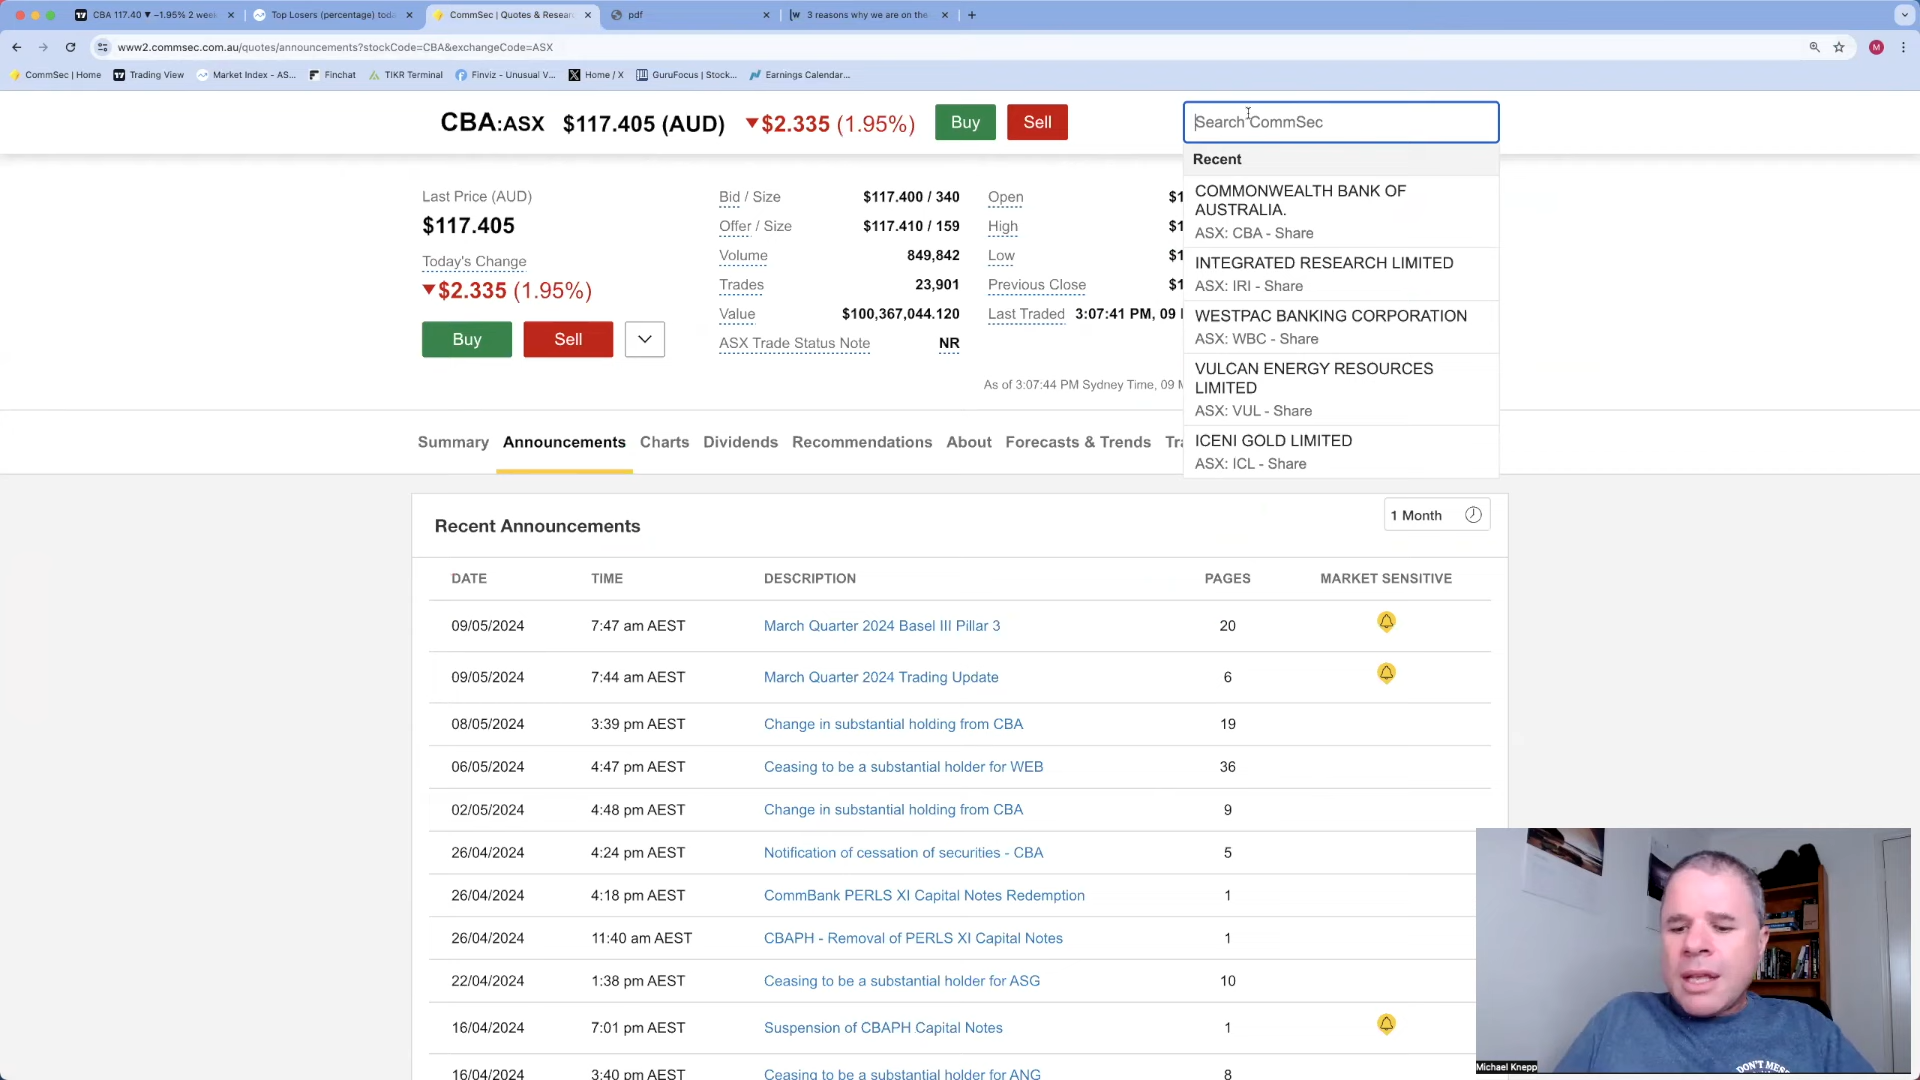 CBA 117.40 ▼ −1.95% 2 week
Top Losers (percentage) toda
CommSec | Quotes & Resear
pdf
3 reasons why we are on the
www2.commsec.com.au/quotes/announcements?stockCode=CBA&exchangeCode=ASX
M
CommSec | Home
Trading View
Market Index - AS...
Finchat
TIKR Terminal
Finviz - Unusual V...
Home / X
GuruFocus | Stock...
Earnings Calendar...
CBA:ASX $117.405 (AUD) ▼$2.335 (1.95%) Buy Sell
Search CommSec
Recent
COMMONWEALTH BANK OF
AUSTRALIA.
ASX: CBA - Share
INTEGRATED RESEARCH LIMITED
ASX: IRI - Share
WESTPAC BANKING CORPORATION
ASX: WBC - Share
VULCAN ENERGY RESOURCES
LIMITED
ASX: VUL - Share
ICENI GOLD LIMITED
ASX: ICL - Share
Last Price (AUD)
$117.405
Today's Change
▼$2.335 (1.95%)
Buy Sell
Bid / Size $117.400 / 340
Offer / Size $117.410 / 159
Volume 849,842
Trades 23,901
Value $100,367,044.120
ASX Trade Status Note NR
Open $1
High $1
Low $1
Previous Close $1
Last Traded 3:07:41 PM, 09
As of 3:07:44 PM Sydney Time, 09
Summary Announcements Charts Dividends Recommendations About Forecasts & Trends Tr
Recent Announcements
1 Month
DATE TIME DESCRIPTION PAGES MARKET SENSITIVE
09/05/2024 7:47 am AEST March Quarter 2024 Basel III Pillar 3 20
09/05/2024 7:44 am AEST March Quarter 2024 Trading Update 6
08/05/2024 3:39 pm AEST Change in substantial holding from CBA 19
06/05/2024 4:47 pm AEST Ceasing to be a substantial holder for WEB 36
02/05/2024 4:48 pm AEST Change in substantial holding from CBA 9
26/04/2024 4:24 pm AEST Notification of cessation of securities - CBA 5
26/04/2024 4:18 pm AEST CommBank PERLS XI Capital Notes Redemption 1
26/04/2024 11:40 am AEST CBAPH - Removal of PERLS XI Capital Notes 1
22/04/2024 1:38 pm AEST Ceasing to be a substantial holder for ASG 10
16/04/2024 7:01 pm AEST Suspension of CBAPH Capital Notes 1
16/04/2024 3:40 pm AEST Ceasing to be a substantial holder for ANG 8
Michael Knepp
DON'T MESS